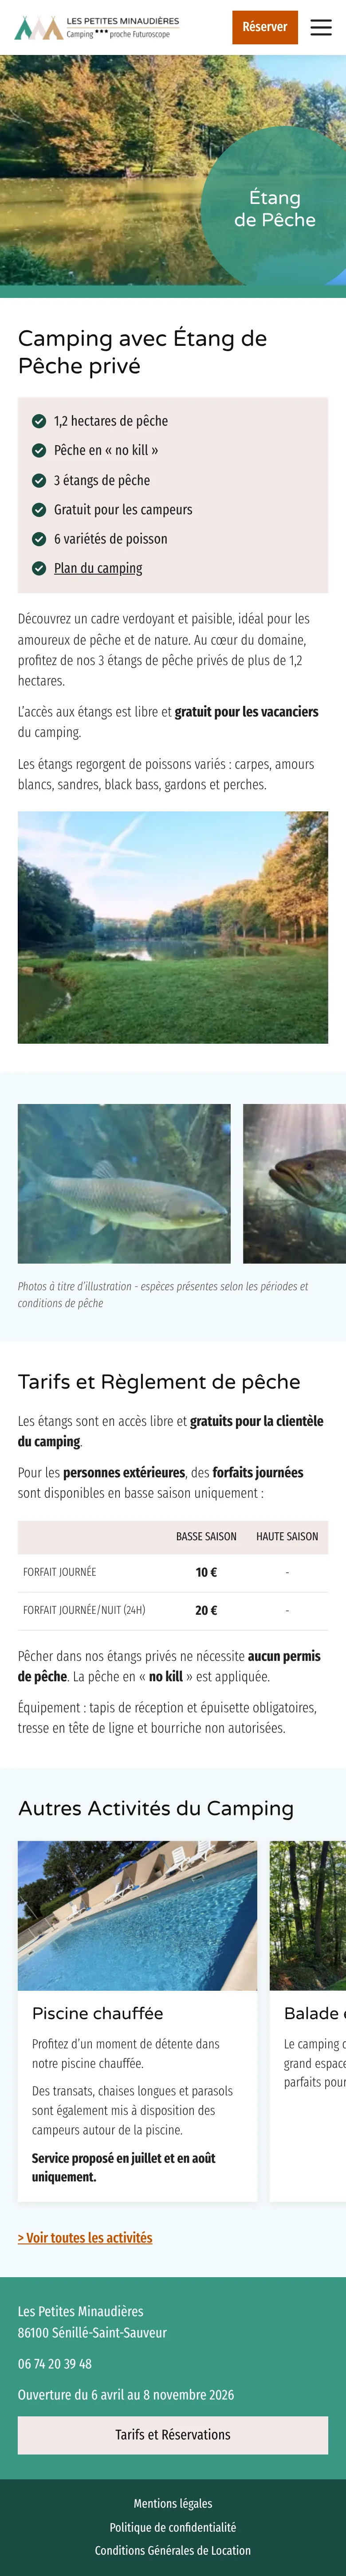 LES PETITES MINAUDIÈRES
Camping ●●● proche Futuroscope
Réserver
Étang
de Pêche
Camping avec Étang de
Pêche privé
1,2 hectares de pêche
Pêche en « no kill »
3 étangs de pêche
Gratuit pour les campeurs
6 variétés de poisson
Plan du camping
Découvrez un cadre verdoyant et paisible, idéal pour les
amoureux de pêche et de nature. Au cœur du domaine,
profitez de nos 3 étangs de pêche privés de plus de 1,2
hectares.
L'accès aux étangs est libre et gratuit pour les vacanciers
du camping.
Les étangs regorgent de poissons variés : carpes, amours
blancs, sandres, black bass, gardons et perches.
Photos à titre d'illustration - espèces présentes selon les périodes et
conditions de pêche
Tarifs et Règlement de pêche
Les étangs sont en accès libre et gratuits pour la clientèle
du camping.
Pour les personnes extérieures, des forfaits journées
sont disponibles en basse saison uniquement :
BASSE SAISON HAUTE SAISON
FORFAIT JOURNÉE 10 € -
FORFAIT JOURNÉE/NUIT (24H) 20 € -
Pêcher dans nos étangs privés ne nécessite aucun permis
de pêche. La pêche en « no kill » est appliquée.
Équipement : tapis de réception et épuisette obligatoires,
tresse en tête de ligne et bourriche non autorisées.
Autres Activités du Camping
Piscine chauffée
Profitez d'un moment de détente dans
notre piscine chauffée.
Des transats, chaises longues et parasols
sont également mis à disposition des
campeurs autour de la piscine.
Service proposé en juillet et en août
uniquement.
Balade
Le camping
grand espace
parfaits pour
> Voir toutes les activités
Les Petites Minaudières
86100 Sénillé-Saint-Sauveur
06 74 20 39 48
Ouverture du 6 avril au 8 novembre 2026
Tarifs et Réservations
Mentions légales
Politique de confidentialité
Conditions Générales de Location